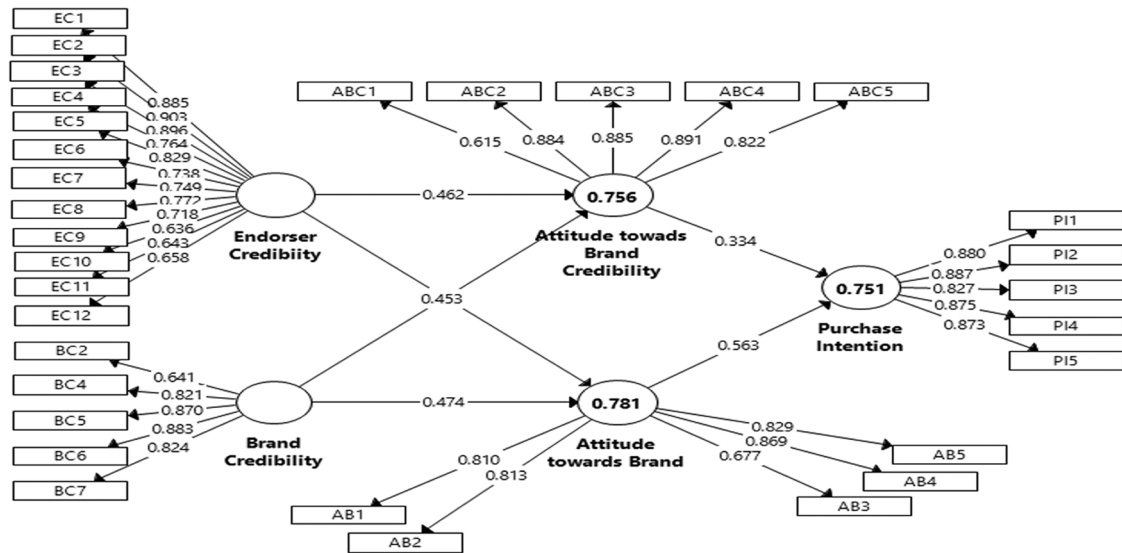 EC1
EC2
EC3
EC4
EC5
EC6
EC7
EC8
EC9
EC10
EC11
EC12
0.885
0.903
0.896
0.764
0.829
0.738
0.749
0.772
0.718
0.636
0.643
0.658
Endorser
Credibiity
BC2
BC4
BC5
BC6
BC7
0.641
0.821
0.870
0.883
0.824
Brand
Credibility
0.462
0.453
0.474
ABC1
ABC2
ABC3
ABC4
ABC5
0.615
0.884
0.885
0.891
0.822
0.756
Attitude towads
Brand
Credibility
0.334
0.563
0.781
Attitude
towards Brand
0.810
0.813
AB1
AB2
0.829
0.869
0.677
AB5
AB4
AB3
0.751
Purchase
Intention
0.880
0.887
0.827
0.875
0.873
PI1
PI2
PI3
PI4
PI5